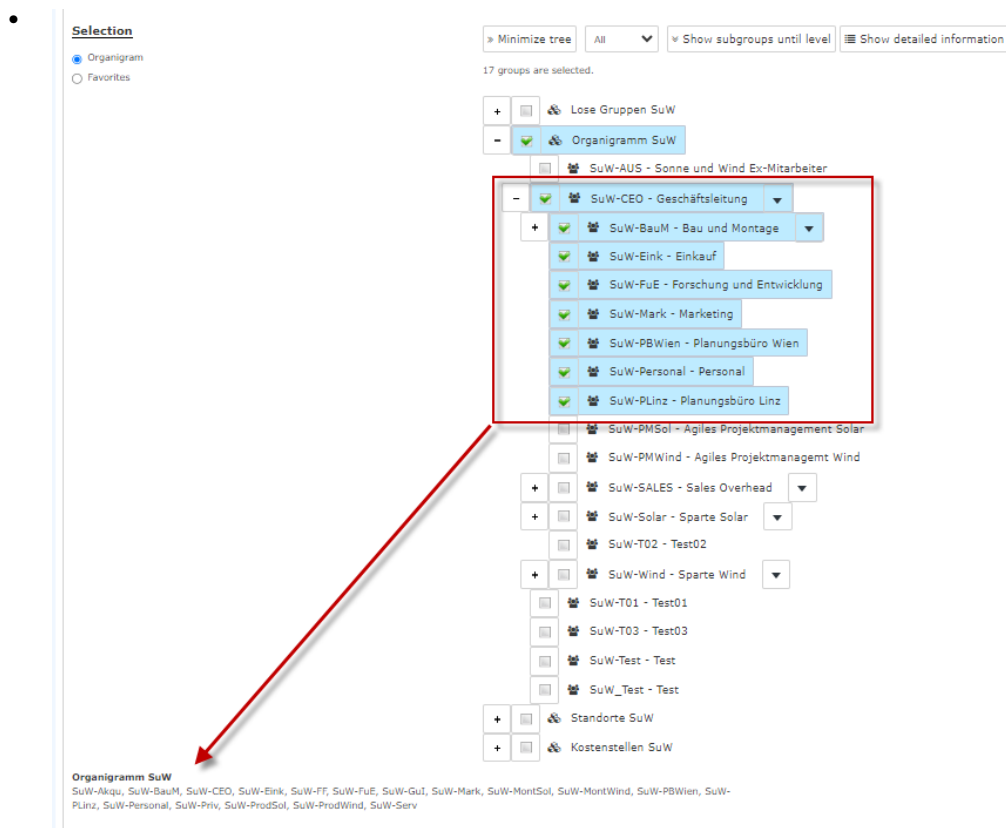 Selection
» Minimize tree All Show subgroups until level Show detailed information
Organigram
Favorites
17 groups are selected.
+ Lose Gruppen SuW
- Organigramm SuW
SuW-AUS - Sonne und Wind Ex-Mitarbeiter
- SuW-CEO - Geschäftsleitung
+ SuW-BauM - Bau und Montage
SuW-Eink - Einkauf
SuW-FuE - Forschung und Entwicklung
SuW-Mark - Marketing
SuW-PBWien - Planungsbüro Wien
SuW-Personal - Personal
SuW-PLinz - Planungsbüro Linz
SuW-PMSol - Agiles Projektmanagement Solar
SuW-PMWind - Agiles Projektmanagemt Wind
+ SuW-SALES - Sales Overhead
+ SuW-Solar - Sparte Solar
SuW-T02 - Test02
+ SuW-Wind - Sparte Wind
SuW-T01 - Test01
SuW-T03 - Test03
SuW-Test - Test
SuW_Test - Test
+ Standorte SuW
+ Kostenstellen SuW
Organigramm SuW
SuW-Akqu, SuW-BauM, SuW-CEO, SuW-Eink, SuW-FF, SuW-FuE, SuW-GuI, SuW-Mark, SuW-MontSol, SuW-MontWind, SuW-PBWien, SuW-
PLinz, SuW-Personal, SuW-Priv, SuW-ProdSol, SuW-ProdWind, SuW-Serv